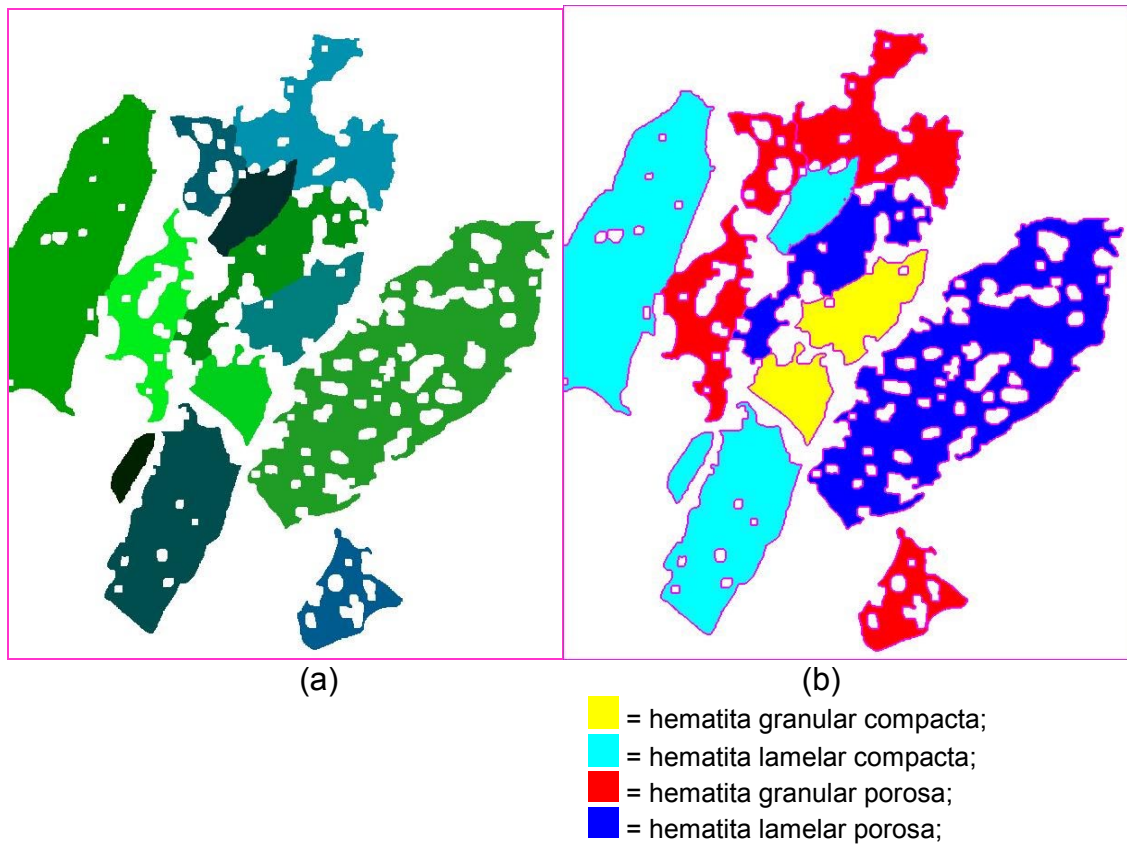 (a)
(b)
= hematita granular compacta;
= hematita lamelar compacta;
= hematita granular porosa;
= hematita lamelar porosa;